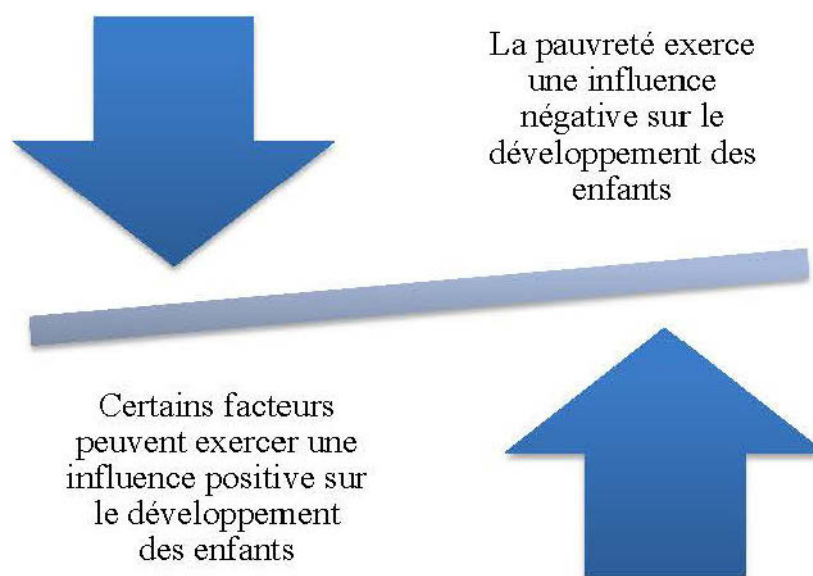 La pauvreté exerce
une influence
négative sur le
développement des
enfants
Certains facteurs
peuvent exercer une
influence positive sur
le développement
des enfants